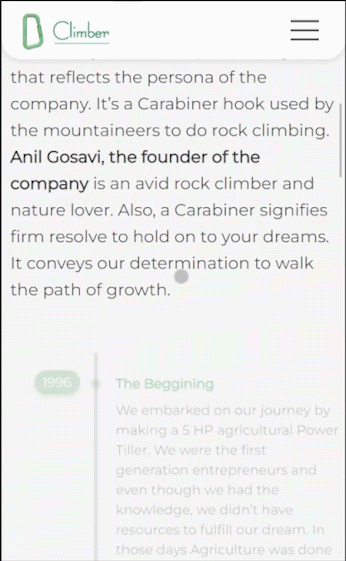 Climber
that reflects the persona of the
company. It's a Carabiner hook used by
the mountaineers to do rock climbing.
Anil Gosavi, the founder of the
company is an avid rock climber and
nature lover. Also, a Carabiner signifies
firm resolve to hold on to your dreams.
It conveys our determination to walk
the path of growth.
1996
The Beggining
We embarked on our journey by
making a 5 HP agricultural Power
Tiller. We were the first
generation entrepreneurs and
even though we had the
knowledge, we didn't have
resources to fulfill our dream. In
those days Agriculture was done